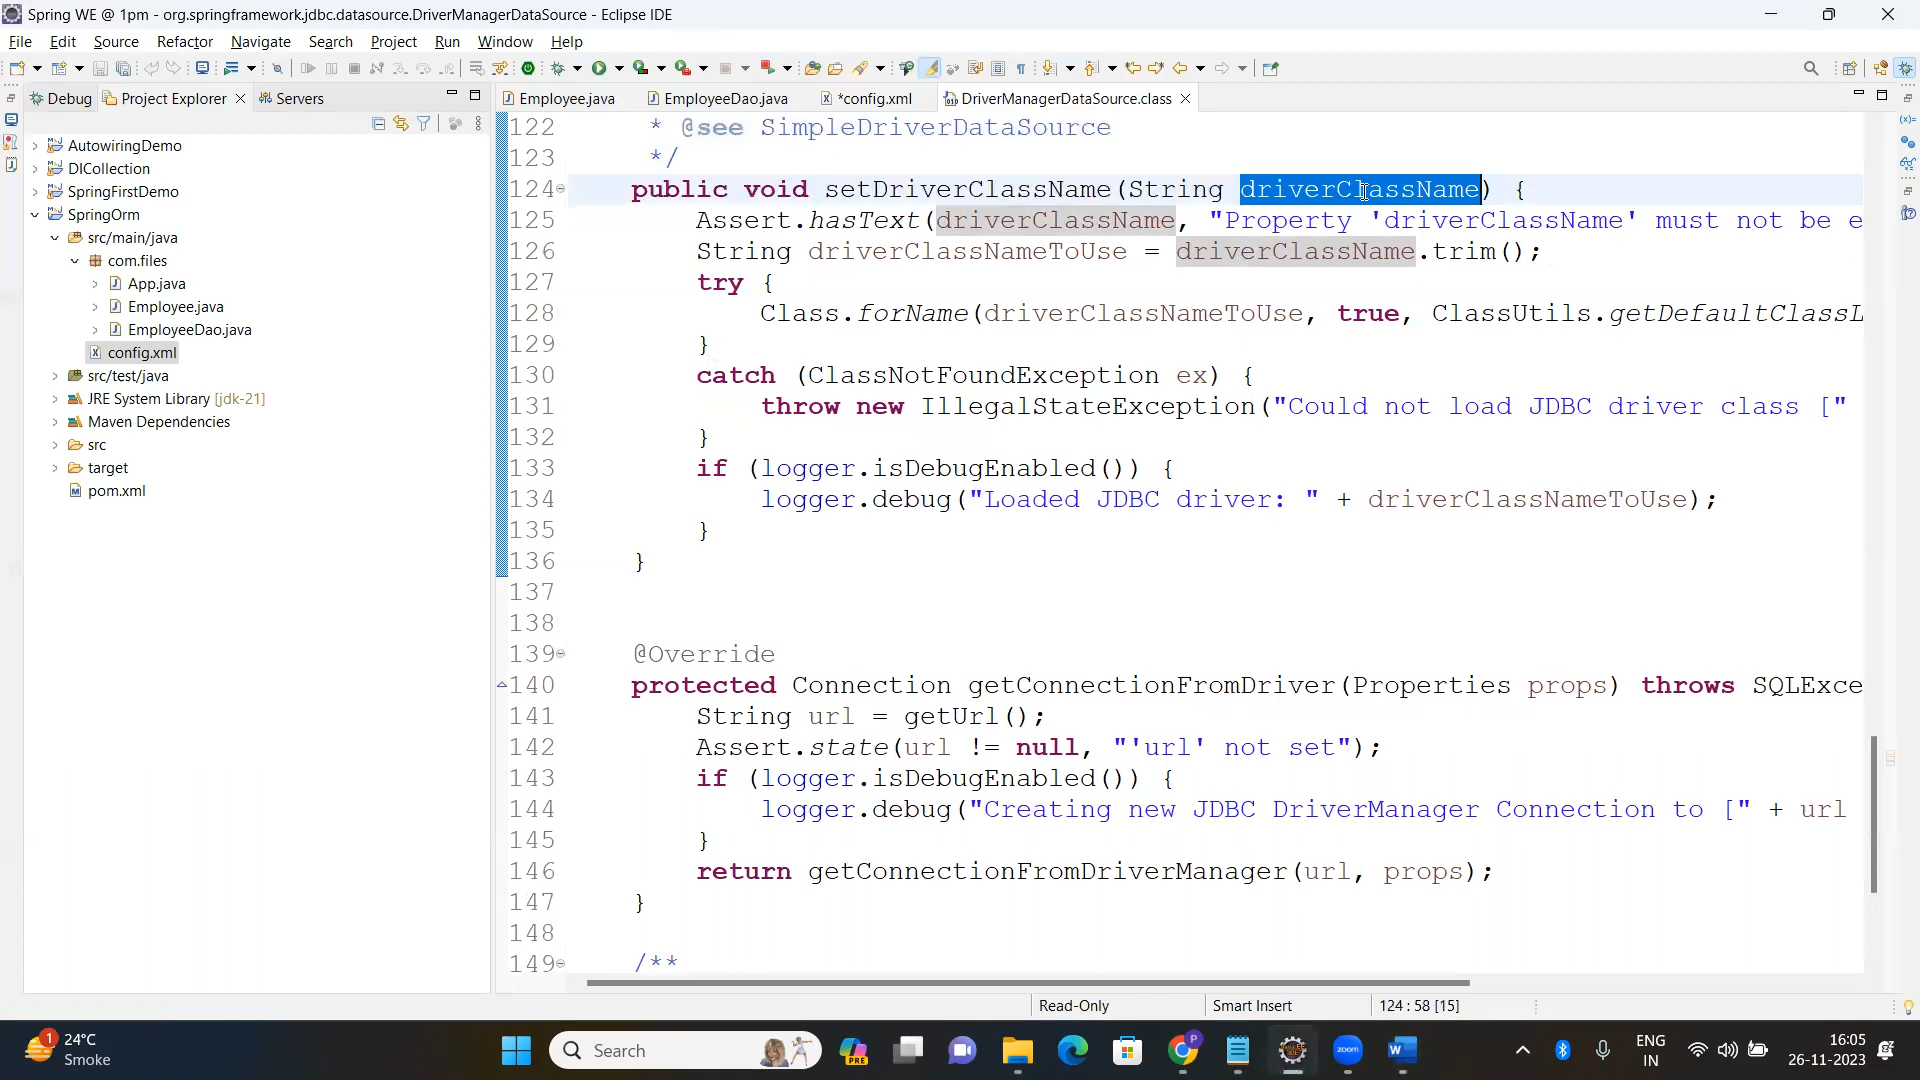 Spring WE @ 1pm - org.springframework.jdbc.datasource.DriverManagerDataSource - Eclipse IDE
File Edit Source Refactor Navigate Search Project Run Window Help
Debug Project Explorer Servers
Employee.java EmployeeDao.java *config.xml DriverManagerDataSource.class
AutowiringDemo
DICollection
SpringFirstDemo
SpringOrm
src/main/java
com.files
App.java
Employee.java
EmployeeDao.java
config.xml
src/test/java
JRE System Library [jdk-21]
Maven Dependencies
src
target
pom.xml
122 * @see SimpleDriverDataSource
123 */
124 public void setDriverClassName(String driverClassName) {
125 Assert.hasText(driverClassName, "Property 'driverClassName' must not be e
126 String driverClassNameToUse = driverClassName.trim();
127 try {
128 Class.forName(driverClassNameToUse, true, ClassUtils.getDefaultClassL
129 }
130 catch (ClassNotFoundException ex) {
131 throw new IllegalStateException("Could not load JDBC driver class ["
132 }
133 if (logger.isDebugEnabled()) {
134 logger.debug("Loaded JDBC driver: " + driverClassNameToUse);
135 }
136 }
137
138
139 @Override
140 protected Connection getConnectionFromDriver(Properties props) throws SQLExce
141 String url = getUrl();
142 Assert.state(url != null, "'url' not set");
143 if (logger.isDebugEnabled()) {
144 logger.debug("Creating new JDBC DriverManager Connection to [" + url
145 }
146 return getConnectionFromDriverManager(url, props);
147 }
148
149 /**
Read-Only Smart Insert 124 : 58 [15]
1 24°C
Smoke
Search
PRE
P
zoom
ENG
IN
16:05
26-11-2023